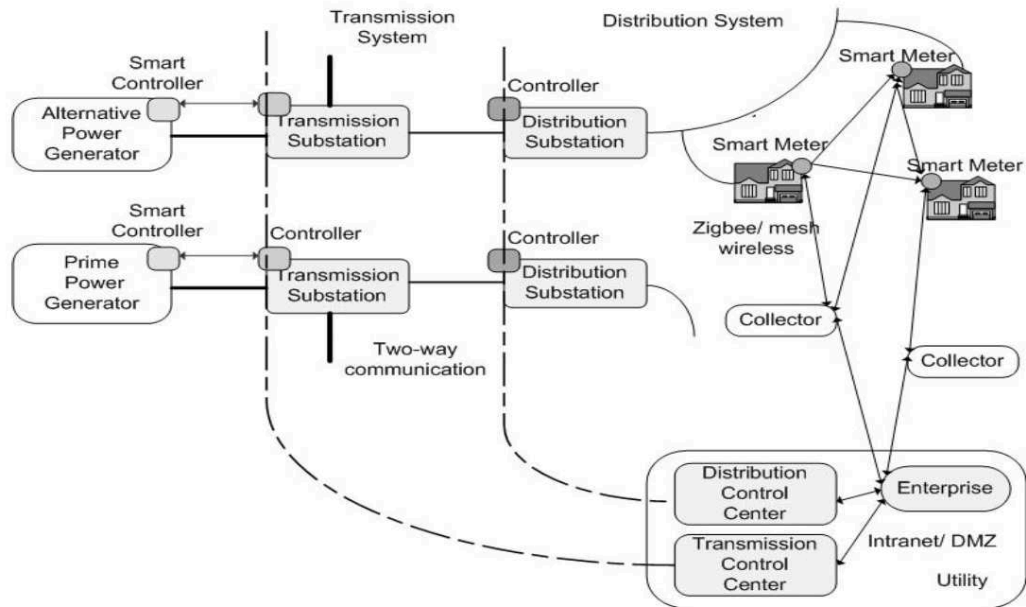 Transmission
System
Distribution System
Smart
Controller
Controller
Smart Meter
Alternative
Power
Generator
Transmission
Substation
Distribution
Substation
Smart Meter
Smart Meter
Smart
Controller
Controller
Controller
Zigbee/ mesh
wireless
Prime
Power
Generator
Transmission
Substation
Distribution
Substation
Collector
Two-way
communication
Collector
Distribution
Control
Center
Enterprise
Intranet/ DMZ
Transmission
Control
Center
Utility